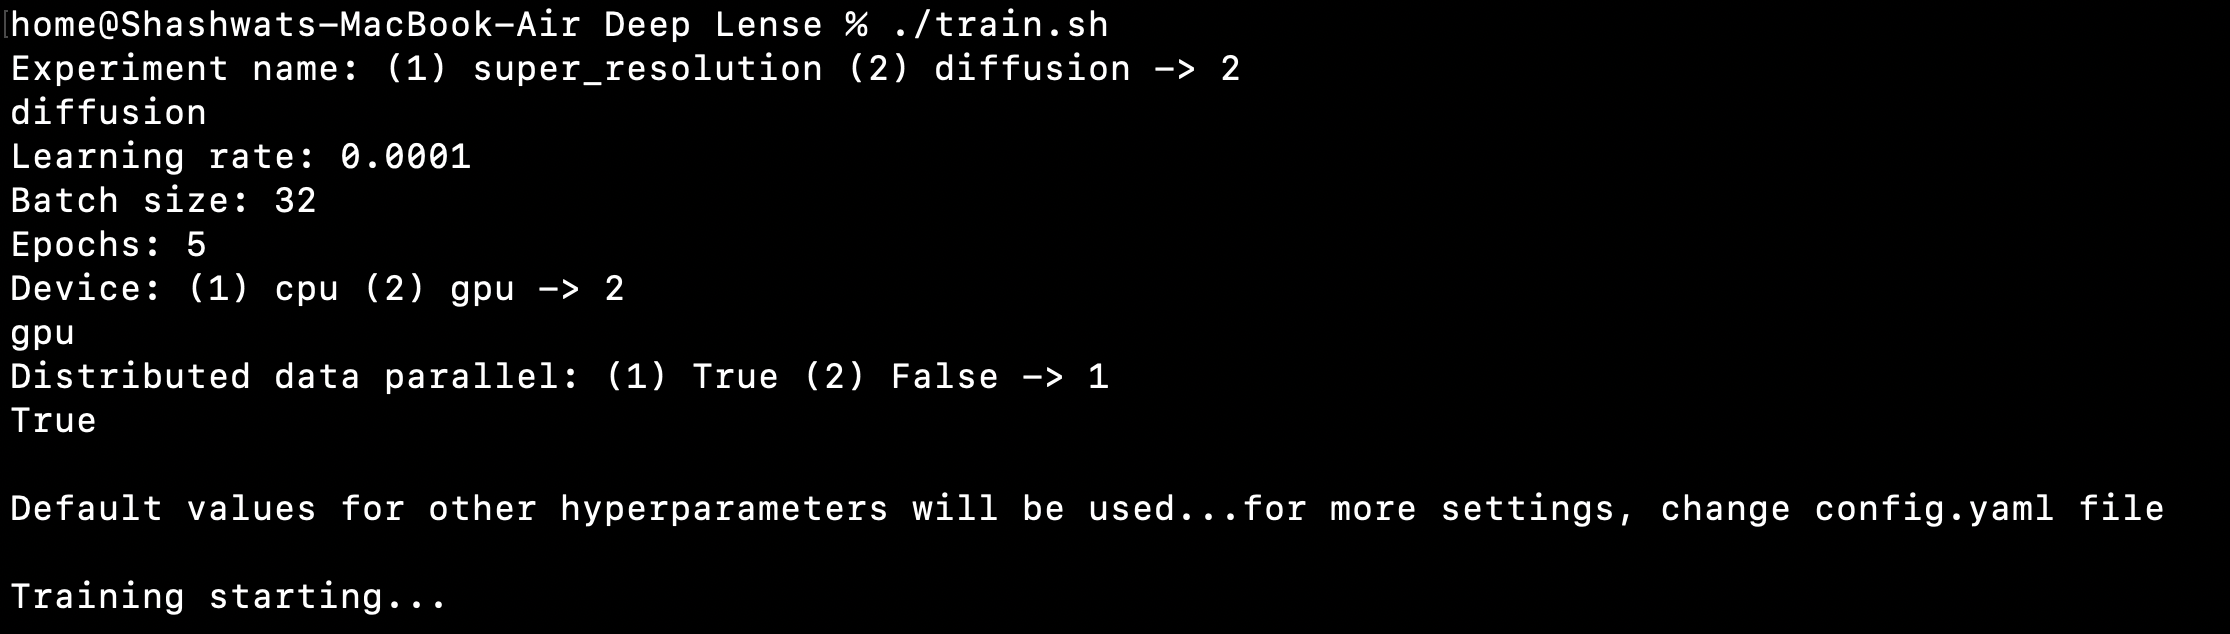 home@Shashwats-MacBook-Air Deep Lense % ./train.sh
Experiment name: (1) super_resolution (2) diffusion -> 2
diffusion
Learning rate: 0.0001
Batch size: 32
Epochs: 5
Device: (1) cpu (2) gpu -> 2
gpu
Distributed data parallel: (1) True (2) False -> 1
True
Default values for other hyperparameters will be used...for more settings, change config.yaml file
Training starting...